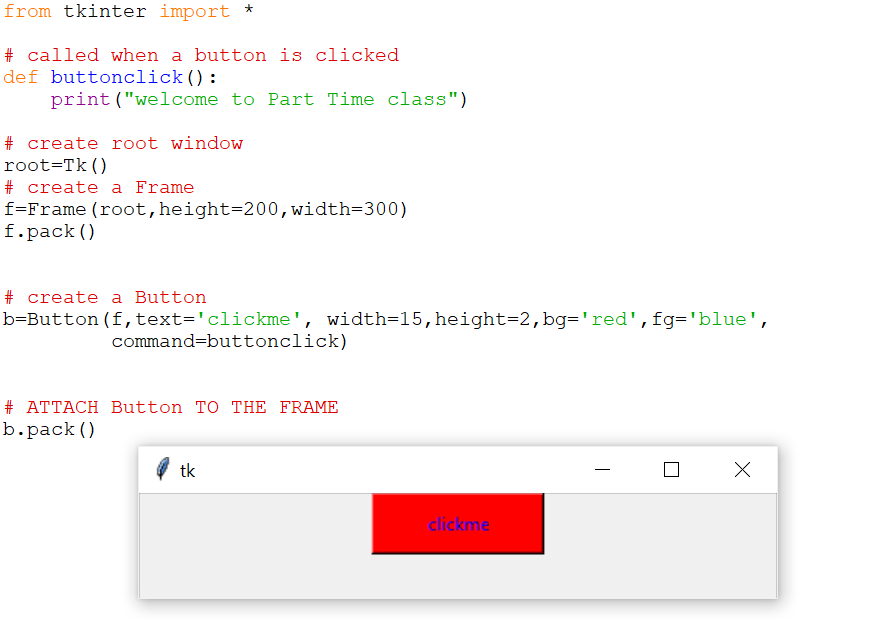 from tkinter import *
# called when a button is clicked
def buttonclick():
    print("welcome to Part Time class")
# create root window
root=Tk()
# create a Frame
f=Frame(root,height=200,width=300)
f.pack()
# create a Button
b=Button(f,text='clickme', width=15,height=2,bg='red',fg='blue',
         command=buttonclick)
# ATTACH Button TO THE FRAME
b.pack()
tk
clickme